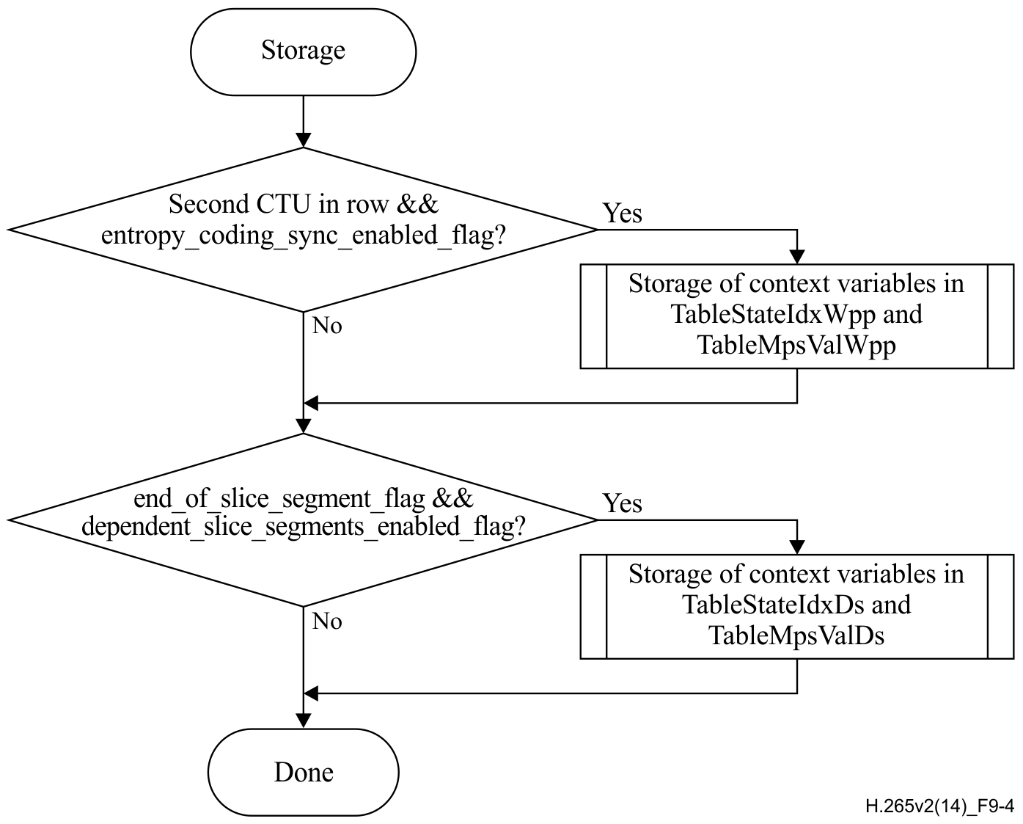 Storage
Second CTU in row &&
entropy_coding_sync_enabled_flag?
Yes
Storage of context variables in
TableStateIdxWpp and
TableMpsValWpp
No
end_of_slice_segment_flag &&
dependent_slice_segments_enabled_flag?
Yes
Storage of context variables in
TableStateIdxDs and
TableMpsValDs
No
Done
H.265v2(14)_F9-4